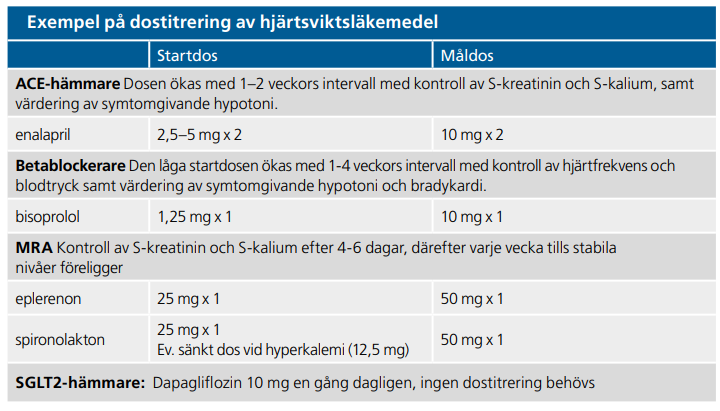 Exempel på dostitrering av hjärtsviktsläkemedel
Startdos Måldos
ACE-hämmare Dosen ökas med 1–2 veckors intervall med kontroll av S-kreatinin och S-kalium, samt
värdering av symtomgivande hypotoni.
enalapril 2,5–5 mg x 2 10 mg x 2
Betablockerare Den låga startdosen ökas med 1-4 veckors intervall med kontroll av hjärtfrekvens och
blodtryck samt värdering av symtomgivande hypotoni och bradykardi.
bisoprolol 1,25 mg x 1 10 mg x 1
MRA Kontroll av S-kreatinin och S-kalium efter 4-6 dagar, därefter varje vecka tills stabila
nivåer föreligger
eplerenon 25 mg x 1 50 mg x 1
spironolakton 25 mg x 1 50 mg x 1
Ev. sänkt dos vid hyperkalemi (12,5 mg)
SGLT2-hämmare: Dapagliflozin 10 mg en gång dagligen, ingen dostitrering behövs